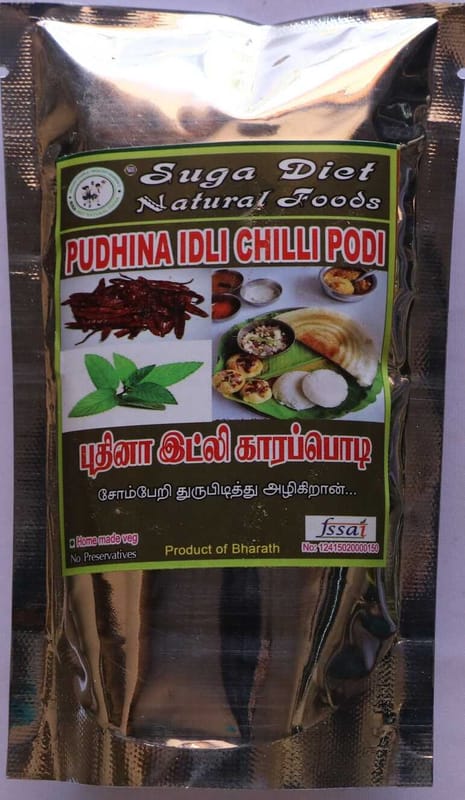 Suga Diet
Natural Foods
PUDHINA IDLI CHILLI PODI
புதினா இட்லி காரப்பொடி
சோம்பேறி துருபிடித்து அழிகிறான்...
Home made veg
No Preservatives
Product of Bharath
fssai
No: 12415020000150